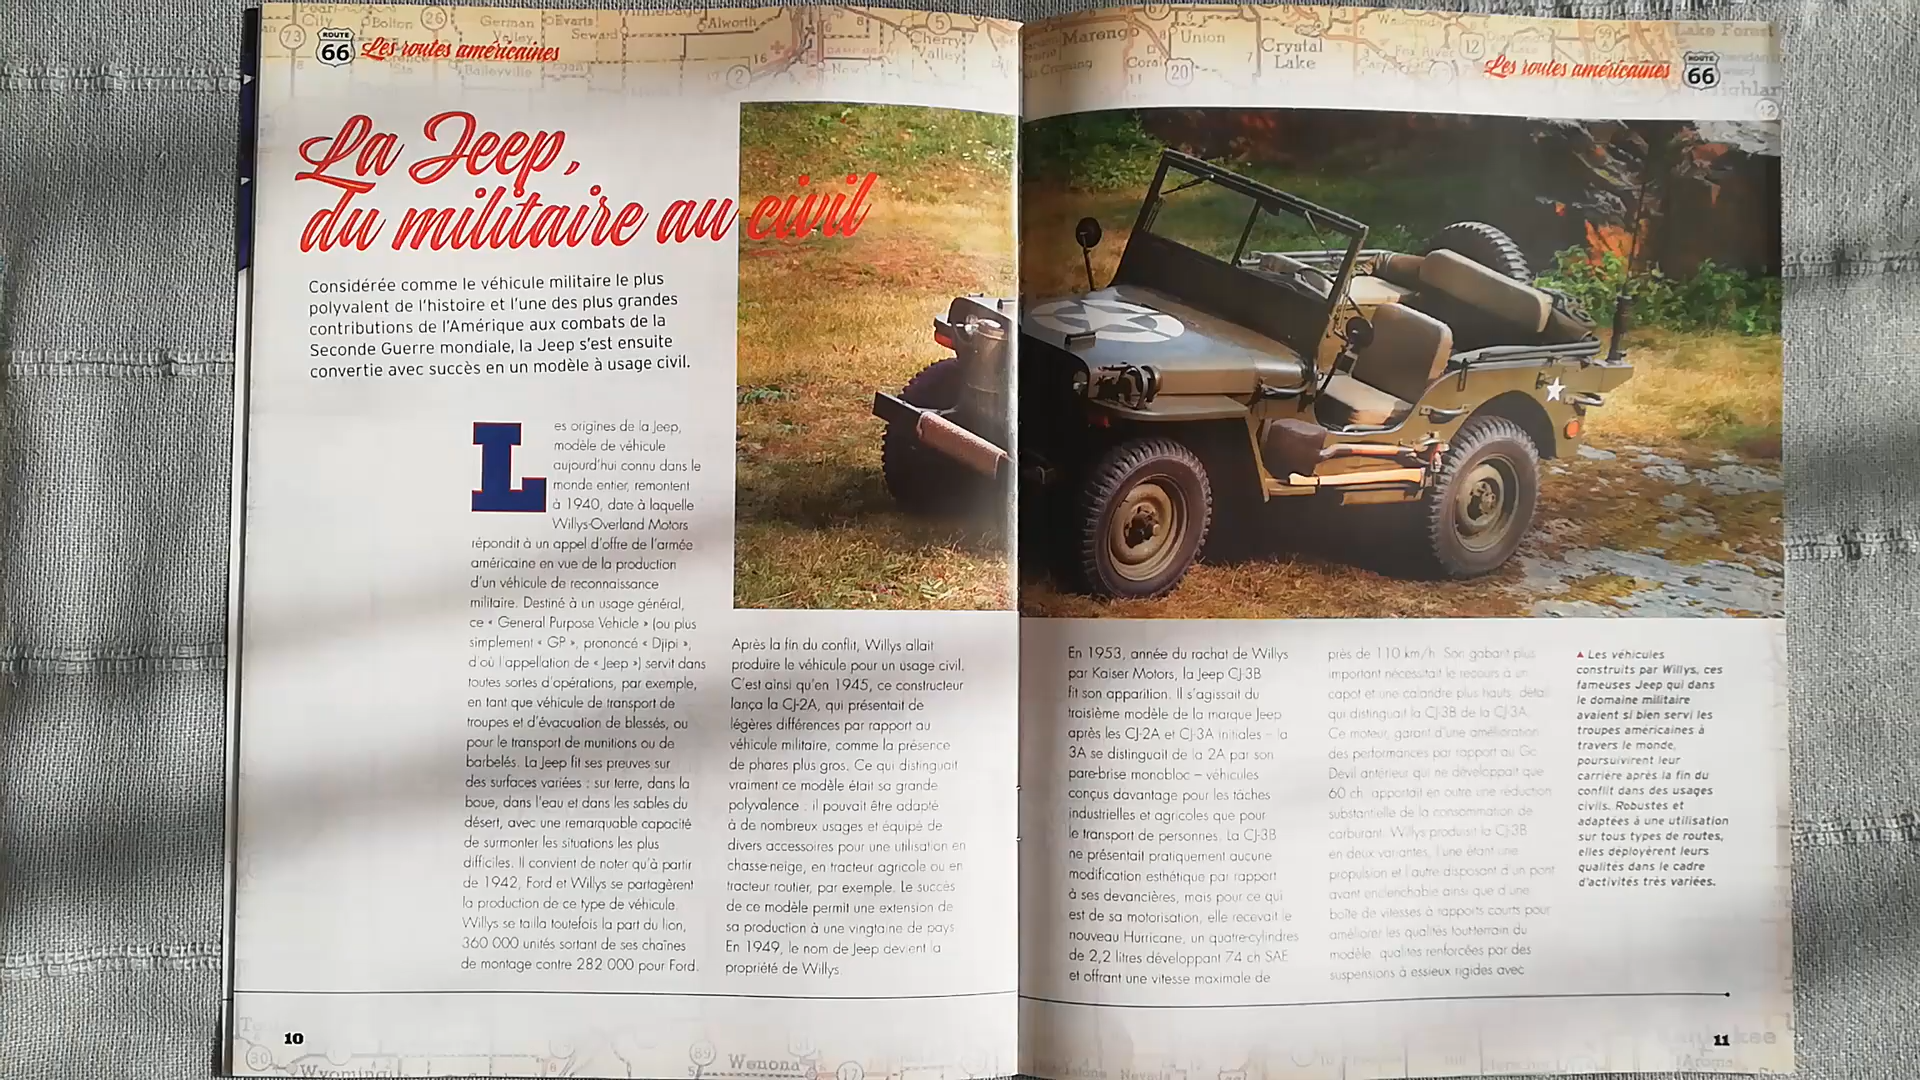 ROUTE
66 Les routes américaines
La Jeep,
du militaire au civil
Considérée comme le véhicule militaire le plus
polyvalent de l'histoire et l'une des plus grandes
contributions de l'Amérique aux combats de la
Seconde Guerre mondiale, la Jeep s'est ensuite
convertie avec succès en un modèle à usage civil.
Les origines de la Jeep,
modèle de véhicule
aujourd'hui connu dans le
monde entier, remontent
à 1940, date à laquelle
Willys-Overland Motors
répondit à un appel d'offre de l'armée
américaine en vue de la production
d'un véhicule de reconnaissance
militaire. Destiné à un usage général,
ce « General Purpose Vehicle » (ou plus
simplement « GP », prononcé « Djipi »,
d'où l'appellation de « Jeep ») servit dans
toutes sortes d'opérations, par exemple,
en tant que véhicule de transport de
troupes et d'évacuation de blessés, ou
pour le transport de munitions ou de
barbelés. La Jeep fit ses preuves sur
des surfaces variées : sur terre, dans la
boue, dans l'eau et dans les sables du
désert, avec une remarquable capacité
de surmonter les situations les plus
difficiles. Il convient de noter qu'à partir
de 1942, Ford et Willys se partagèrent
la production de ce type de véhicule.
Willys se tailla toutefois la part du lion,
360 000 unités sortant de ses chaînes
de montage contre 282 000 pour Ford.
Après la fin du conflit, Willys allait
produire le véhicule pour un usage civil.
C'est ainsi qu'en 1945, ce constructeur
lança la CJ-2A, qui présentait de
légères différences par rapport au
véhicule militaire, comme la présence
de phares plus gros. Ce qui distinguait
vraiment ce modèle était sa grande
polyvalence : il pouvait être adapté
à de nombreux usages et équipé de
divers accessoires pour une utilisation en
chasse-neige, en tracteur agricole ou en
tracteur routier, par exemple. Le succès
de ce modèle permit une extension de
sa production à une vingtaine de pays.
En 1949, le nom de Jeep devient la
propriété de Willys.
10
Les routes américaines ROUTE
66
En 1953, année du rachat de Willys
par Kaiser Motors, la Jeep CJ-3B
fit son apparition. Il s'agissait du
troisième modèle de la marque Jeep
après les CJ-2A et CJ-3A initiales – la
3A se distinguait de la 2A par son
pare-brise monobloc – véhicules
conçus davantage pour les tâches
industrielles et agricoles que pour
le transport de personnes. La CJ-3B
ne présentait pratiquement aucune
modification esthétique par rapport
à ses devancières, mais pour ce qui
est de sa motorisation, elle recevait le
nouveau Hurricane, un quatre-cylindres
de 2,2 litres développant 74 ch SAE
et offrant une vitesse maximale de
près de 110 km/h. Son gabarit plus
important nécessitait le recours à un
capot et une calandre plus hauts, détail
qui distinguait la CJ-3B de la CJ-3A.
Ce moteur, garant d'une amélioration
des performances par rapport au Go
Devil antérieur qui ne développait que
60 ch, apportait en outre une réduction
substantielle de la consommation de
carburant. Willys produisit la CJ-3B
en deux variantes, l'une étant une
propulsion et l'autre disposant d'un pont
avant enclenchable ainsi que d'une
boîte de vitesses à rapports courts pour
améliorer les qualités tout-terrain du
modèle, qualités renforcées par des
suspensions à essieux rigides avec
▲ Les véhicules
construits par Willys, ces
fameuses Jeep qui dans
le domaine militaire
avaient si bien servi les
troupes américaines à
travers le monde,
poursuivirent leur
carrière après la fin du
conflit dans des usages
civils. Robustes et
adaptées à une utilisation
sur tous types de routes,
elles déployèrent leurs
qualités dans le cadre
d'activités très variées.
11